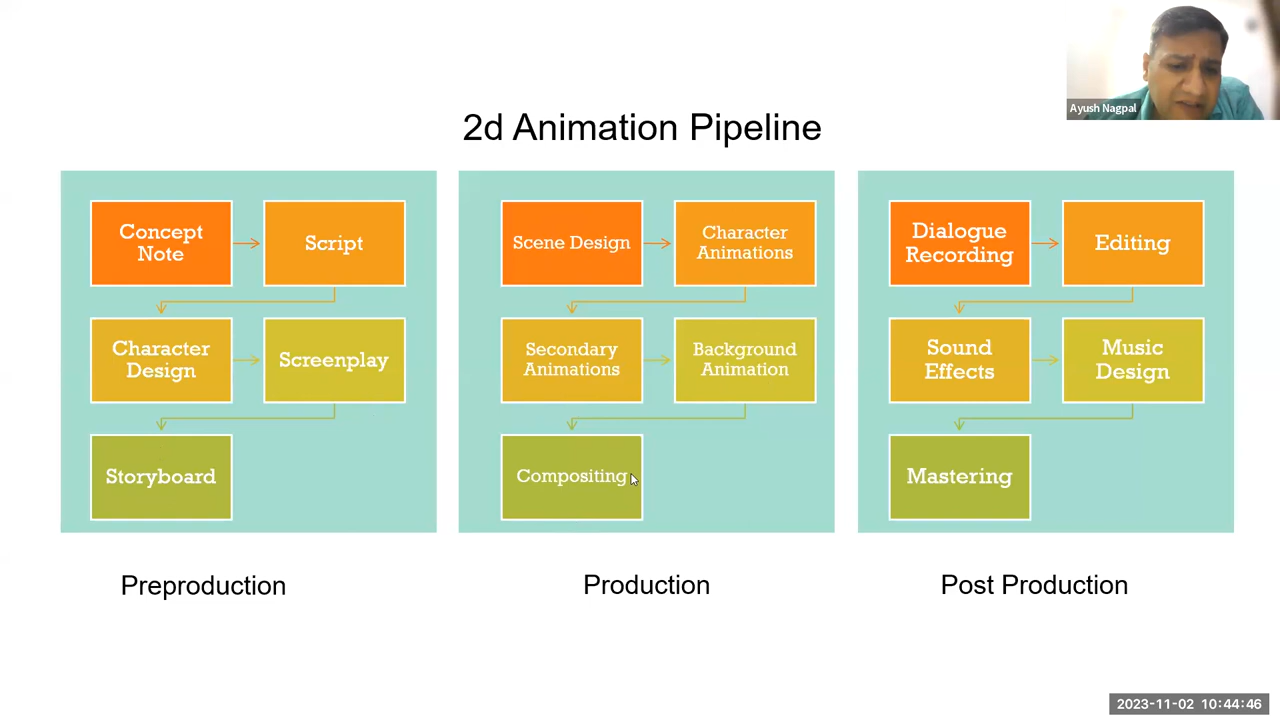 Ayush Nagpal
2d Animation Pipeline
Concept
Note
Script
Character
Design
Screenplay
Storyboard
Scene Design
Character
Animations
Secondary
Animations
Background
Animation
Compositing
Dialogue
Recording
Editing
Sound
Effects
Music
Design
Mastering
Preproduction
Production
Post Production
2023-11-02 10:44:46